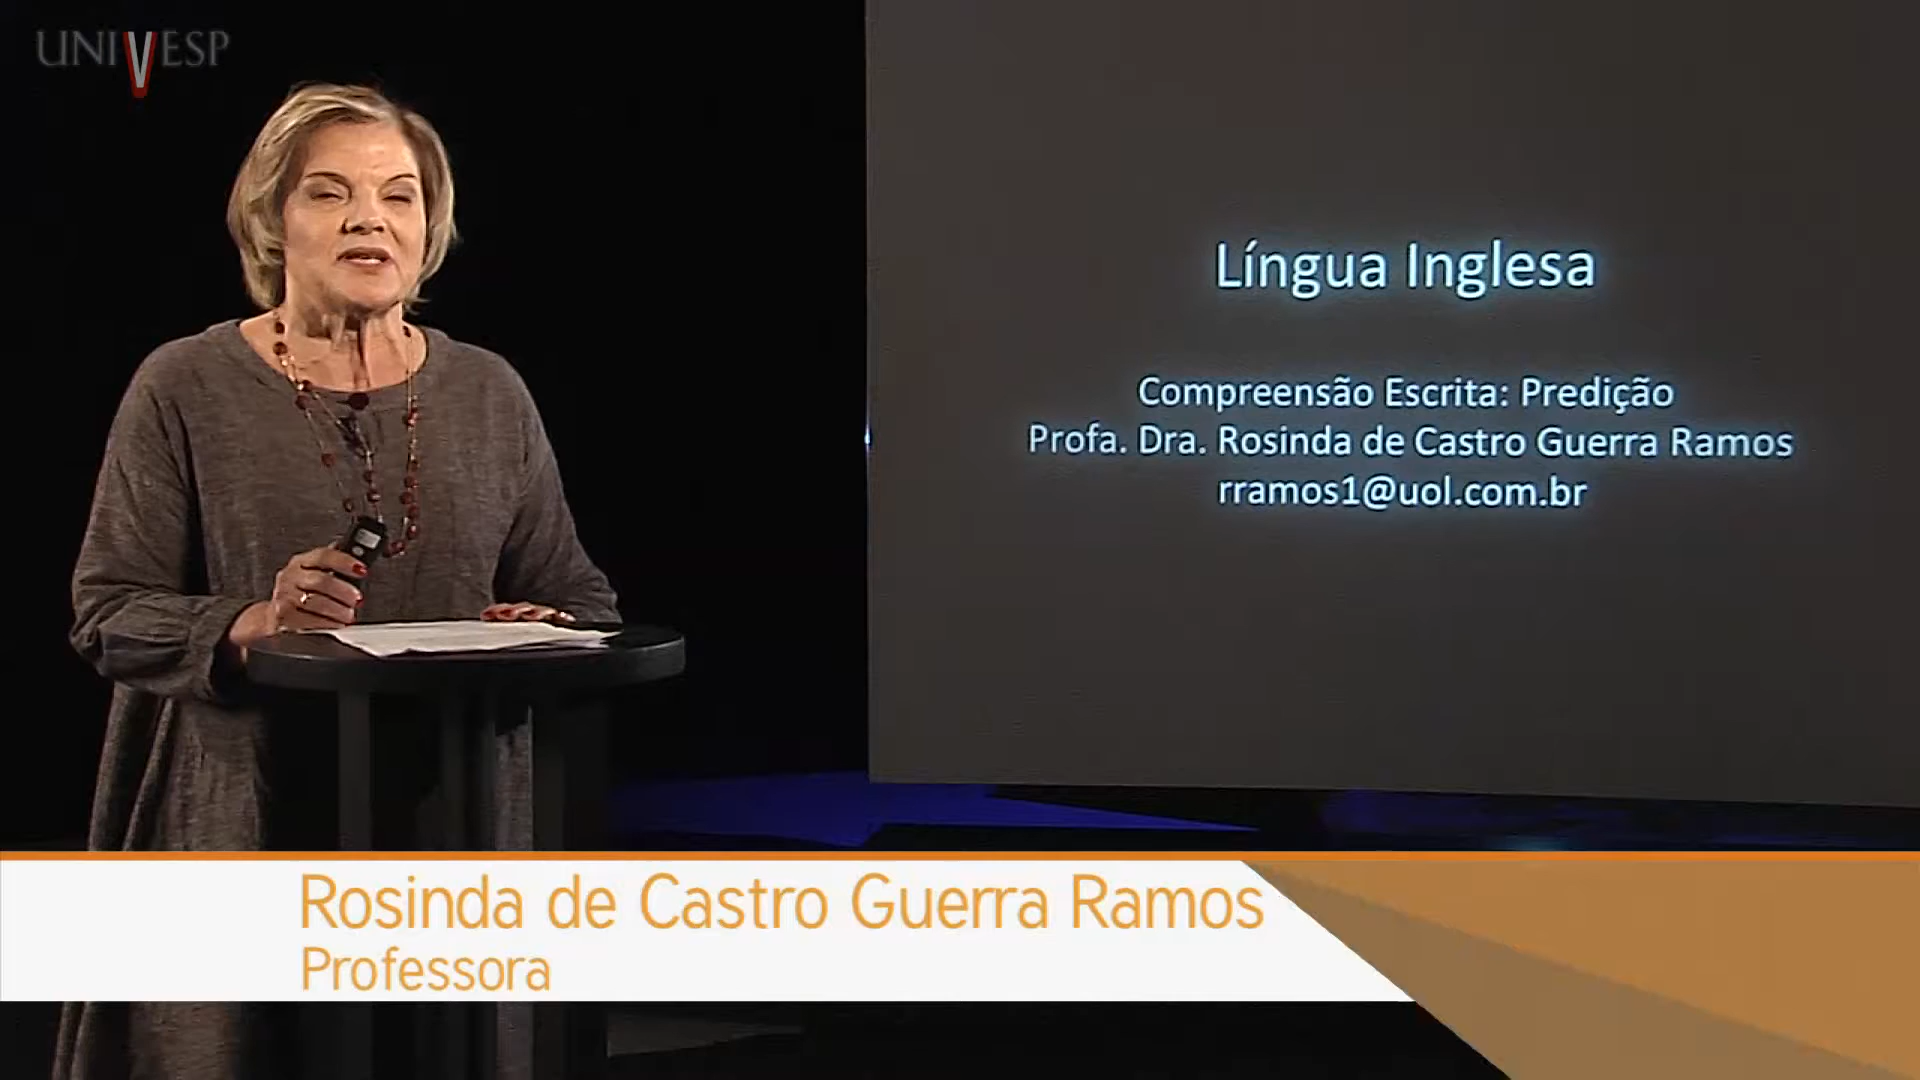 UNIVESP
Língua Inglesa
Compreensão Escrita: Predição
Profa. Dra. Rosinda de Castro Guerra Ramos
rramos1@uol.com.br
Rosinda de Castro Guerra Ramos
Professora